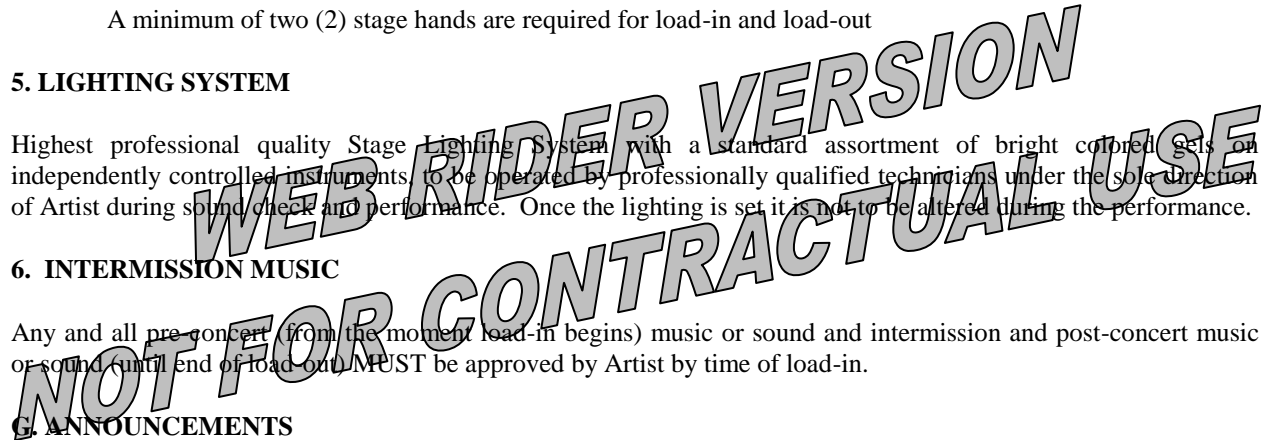 A minimum of two (2) stage hands are required for load-in and load-out
5. LIGHTING SYSTEM
Highest professional quality Stage Lighting System with a standard assortment of bright colored gels on
independently controlled instruments, to be operated by professionally qualified technicians under the sole direction
of Artist during sound check and performance. Once the lighting is set it is not to be altered during the performance.
6. INTERMISSION MUSIC
Any and all pre-concert (from the moment load-in begins) music or sound and intermission and post-concert music
or sound (until end of load-out) MUST be approved by Artist by time of load-in.
G. ANNOUNCEMENTS
WEB RIDER VERSION
NOT FOR CONTRACTUAL USE